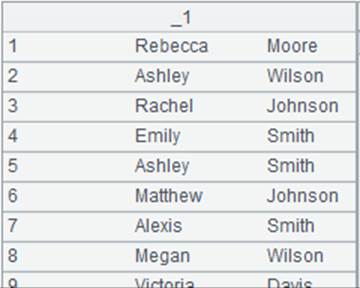 _1
1 Rebecca Moore
2 Ashley Wilson
3 Rachel Johnson
4 Emily Smith
5 Ashley Smith
6 Matthew Johnson
7 Alexis Smith
8 Megan Wilson
9 Victoria Davis